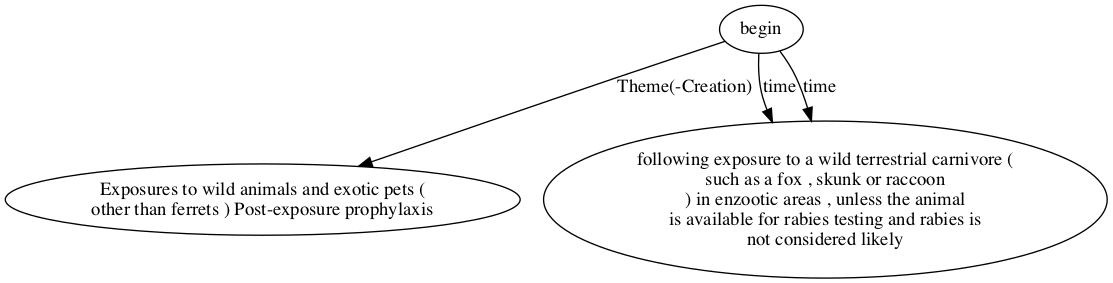 begin
Theme(-Creation)
time
time
Exposures to wild animals and exotic pets (
other than ferrets ) Post-exposure prophylaxis
following exposure to a wild terrestrial carnivore (
such as a fox , skunk or raccoon
) in enzootic areas , unless the animal
is available for rabies testing and rabies is
not considered likely